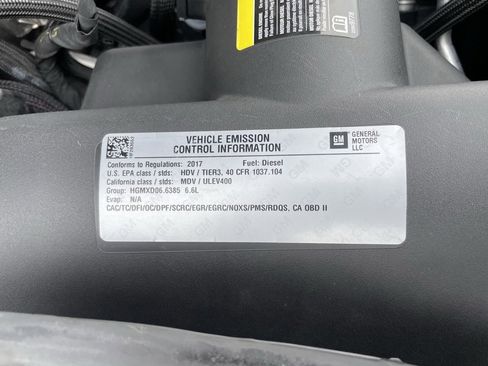 VEHICLE EMISSION
CONTROL INFORMATION
GM
GENERAL
MOTORS
LLC
Conforms to Regulations: 2017 Fuel: Diesel
U.S. EPA class / stds: HDV / TIER3, 40 CFR 1037.104
California class / stds: MDV / ULEV400
Group: HGMXD06.6385 6.6L
Evap: N/A
CAC/TC/DFI/OC/DPF/SCRC/EGR/EGRC/NOXS/PMS/RDQS, CA OBD II